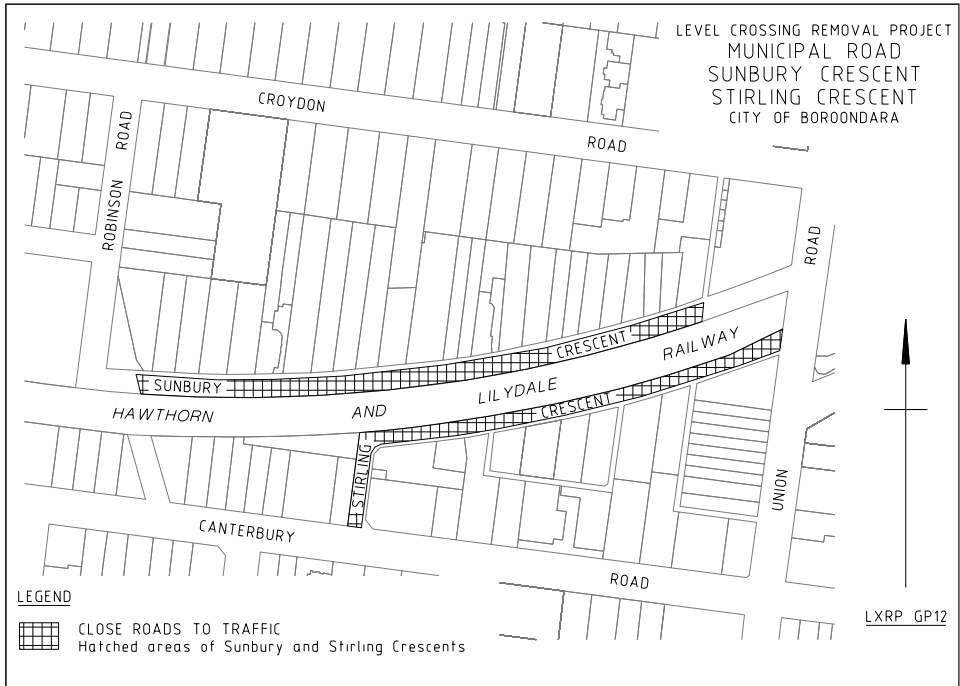 LEVEL CROSSING REMOVAL PROJECT
MUNICIPAL ROAD
SUNBURY CRESCENT
STIRLING CRESCENT
CITY OF BOROONDARA
CROYDON
ROAD
ROBINSON ROAD
ROAD
SUNBURY
CRESCENT
RAILWAY
HAWTHORN
AND
LILYDALE
CRESCENT
STIRLING
UNION
CANTERBURY
ROAD
LEGEND
CLOSE ROADS TO TRAFFIC
Hatched areas of Sunbury and Stirling Crescents
LXRP GP12